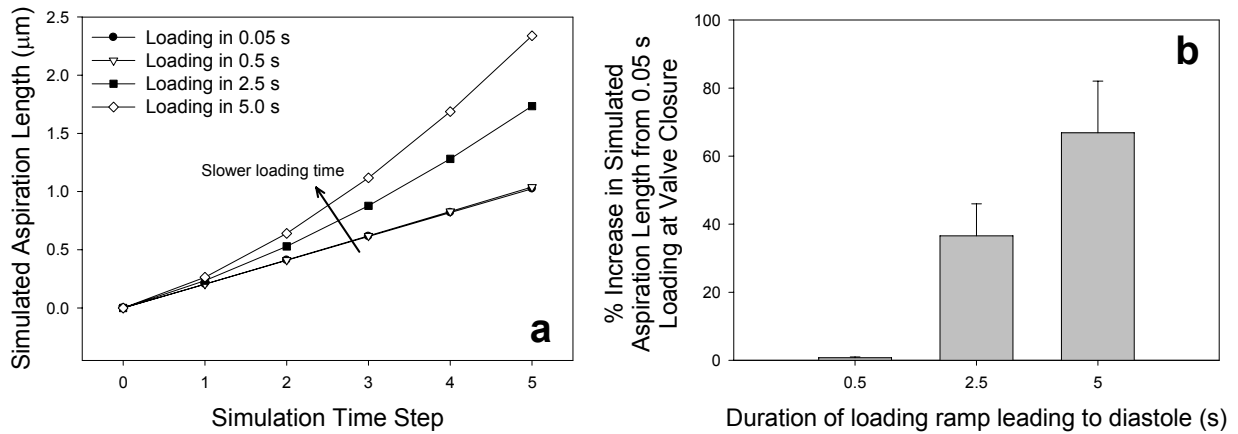 Simulated Aspiration Length (μm)
2.5
2.0
1.5
1.0
0.5
0.0
Loading in 0.05 s
Loading in 0.5 s
Loading in 2.5 s
Loading in 5.0 s
Slower loading time
a
0 1 2 3 4 5
Simulation Time Step
% Increase in Simulated
Aspiration Length from 0.05 s
Loading at Valve Closure
100
80
60
40
20
0
b
0.5 2.5 5
Duration of loading ramp leading to diastole (s)